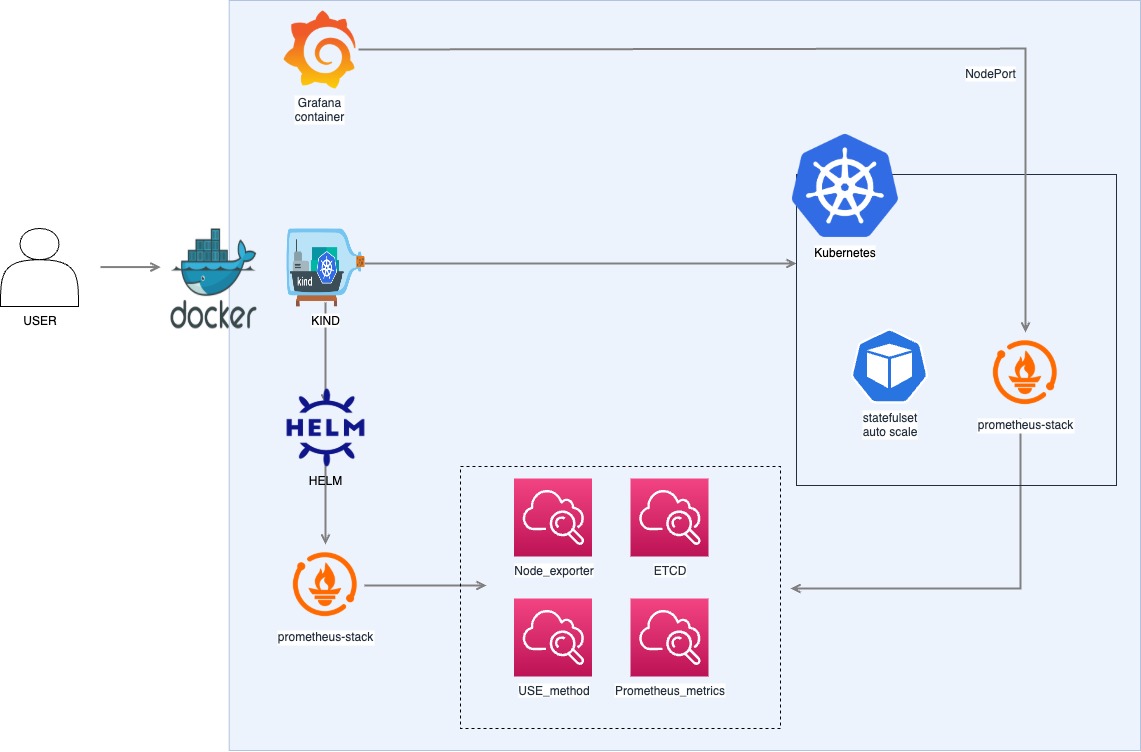 Grafana
container
NodePort
Kubernetes
USER
docker
kind
KIND
statefulset
auto scale
prometheus-stack
HELM
HELM
Node_exporter
ETCD
prometheus-stack
USE_method
Prometheus_metrics